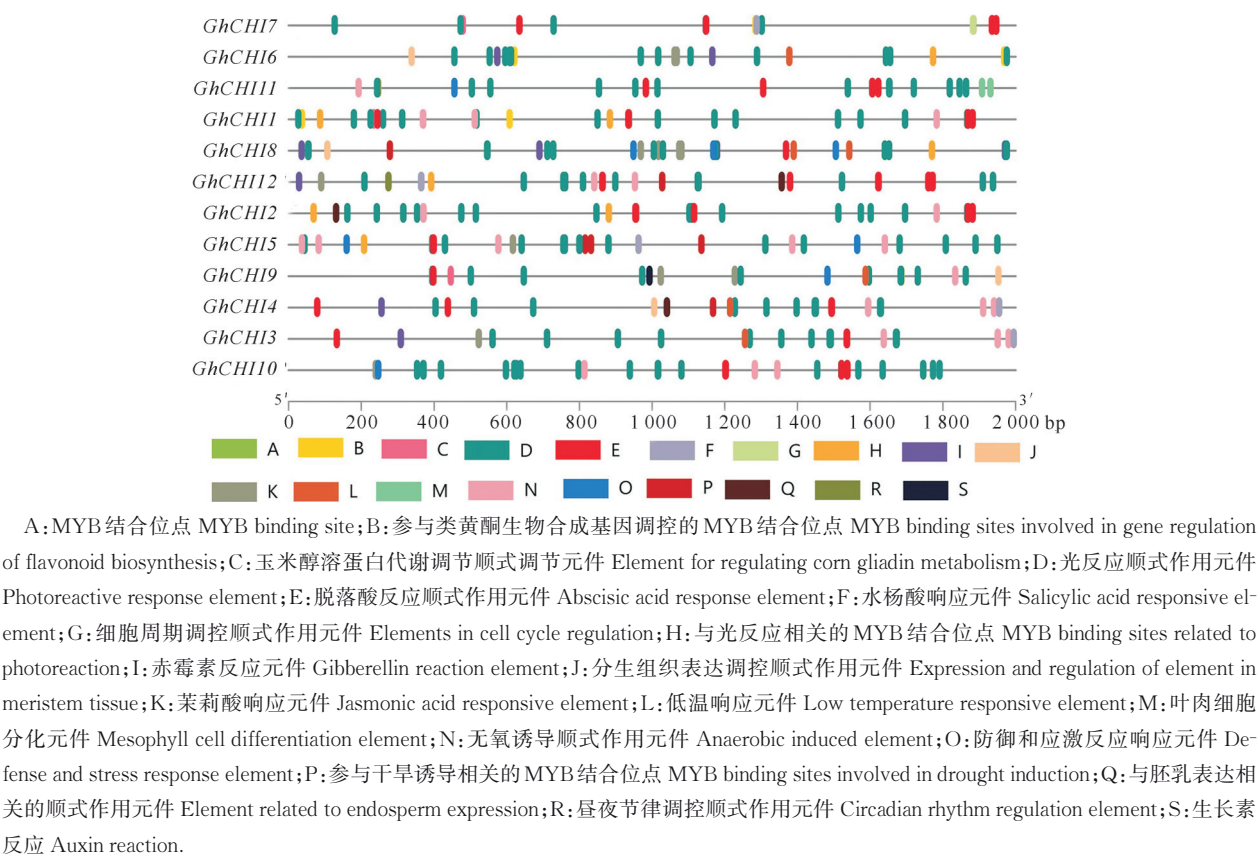 GhCHI7
GhCHI6
GhCHI11
GhCHI1
GhCHI8
GhCHI12
GhCHI2
GhCHI5
GhCHI9
GhCHI4
GhCHI3
GhCHI10
5′ 3′
0 200 400 600 800 1 000 1 200 1 400 1 600 1 800 2 000 bp
A B C D E F G H I J
K L M N O P Q R S
A:MYB结合位点 MYB binding site;B:参与类黄酮生物合成基因调控的MYB结合位点 MYB binding sites involved in gene regulation
of flavonoid biosynthesis;C:玉米醇溶蛋白代谢调节顺式调节元件 Element for regulating corn gliadin metabolism;D:光反应顺式作用元件
Photoreactive response element;E:脱落酸反应顺式作用元件 Abscisic acid response element;F:水杨酸响应元件 Salicylic acid responsive el-
ement;G:细胞周期调控顺式作用元件 Elements in cell cycle regulation;H:与光反应相关的MYB结合位点 MYB binding sites related to
photoreaction;I:赤霉素反应元件 Gibberellin reaction element;J:分生组织表达调控顺式作用元件 Expression and regulation of element in
meristem tissue;K:茉莉酸响应元件 Jasmonic acid responsive element;L:低温响应元件 Low temperature responsive element;M:叶肉细胞
分化元件 Mesophyll cell differentiation element;N:无氧诱导顺式作用元件 Anaerobic induced element;O:防御和应激反应响应元件 De-
fense and stress response element;P:参与干旱诱导相关的MYB结合位点 MYB binding sites involved in drought induction;Q:与胚乳表达相
关的顺式作用元件 Element related to endosperm expression;R:昼夜节律调控顺式作用元件 Circadian rhythm regulation element;S:生长素
反应 Auxin reaction.